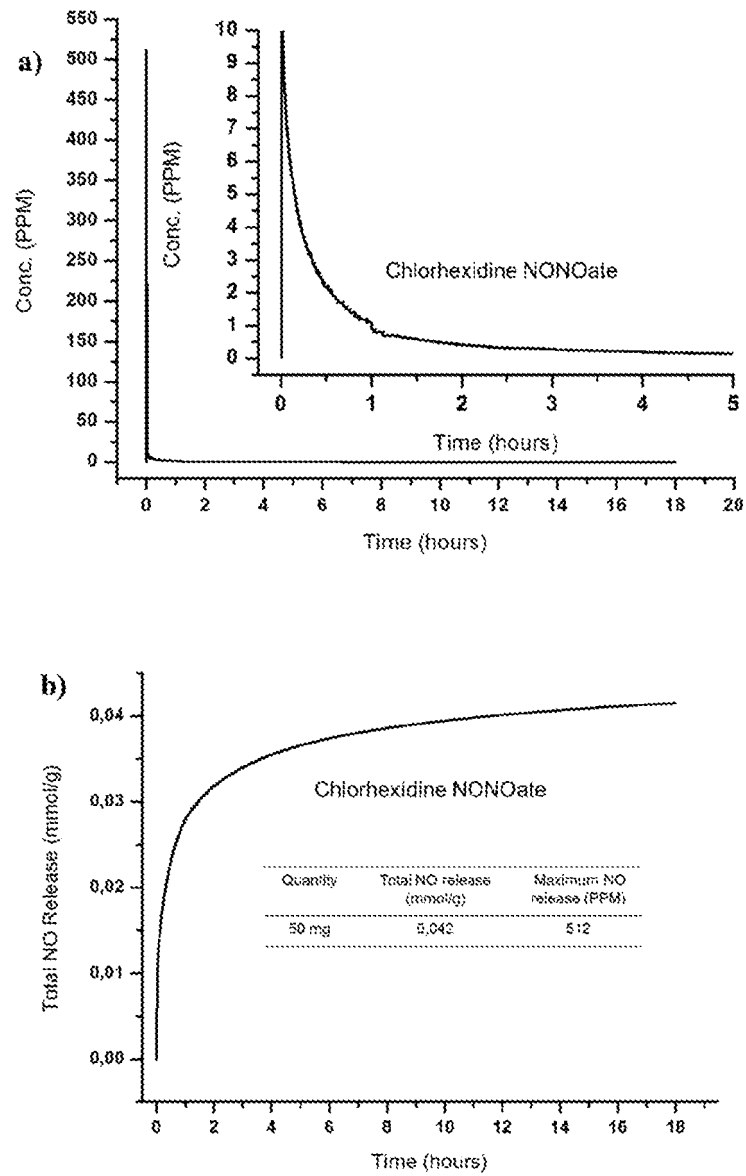 a)
Conc. (PPM)
550
500
450
400
350
300
250
200
150
100
50
0
0 2 4 6 8 10 12 14 16 18 20
Time (hours)
Conc. (PPM)
10
9
8
7
6
5
4
3
2
1
0
Chlorhexidine NONOate
0 1 2 3 4 5
Time (hours)
b)
Total NO Release (mmol/g)
0,04
0,03
0,02
0,01
0,00
Chlorhexidine NONOate
Quantity Total NO release Maximum NO
(mmol/g) release (PPM)
50 mg 0,042 512
0 2 4 6 8 10 12 14 16 18
Time (hours)